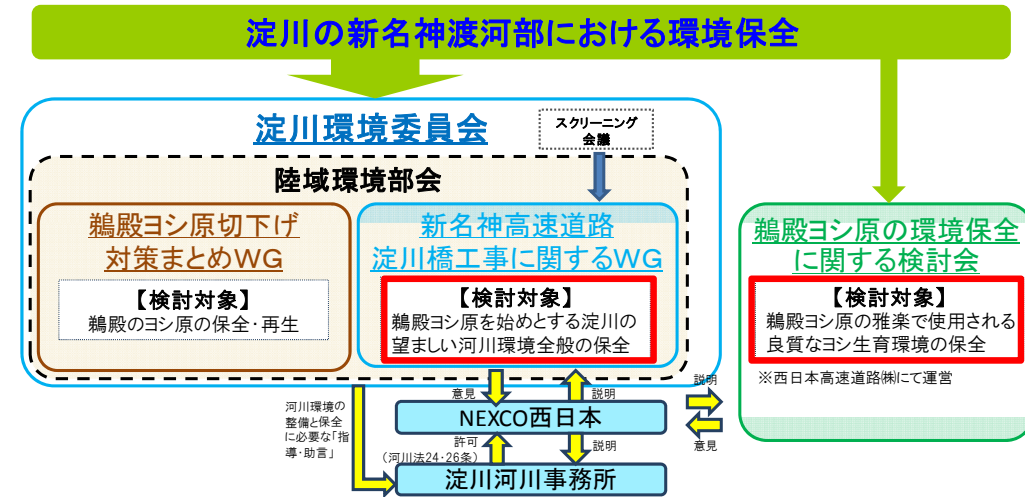 淀川の新名神渡河部における環境保全
淀川環境委員会
スクリーニング
会議
陸域環境部会
鵜殿ヨシ原切下げ
対策まとめWG
【検討対象】
鵜殿のヨシ原の保全・再生
新名神高速道路
淀川橋工事に関するWG
【検討対象】
鵜殿ヨシ原を始めとする淀川の
望ましい河川環境全般の保全
鵜殿ヨシ原の環境保全
に関する検討会
【検討対象】
鵜殿ヨシ原の雅楽で使用される
良質なヨシ生育環境の保全
※西日本高速道路㈱にて運営
意見
説明
説明
意見
NEXCO西日本
河川環境の
整備と保全
に必要な「指
導・助言」
許可
(河川法24・26条)
説明
淀川河川事務所